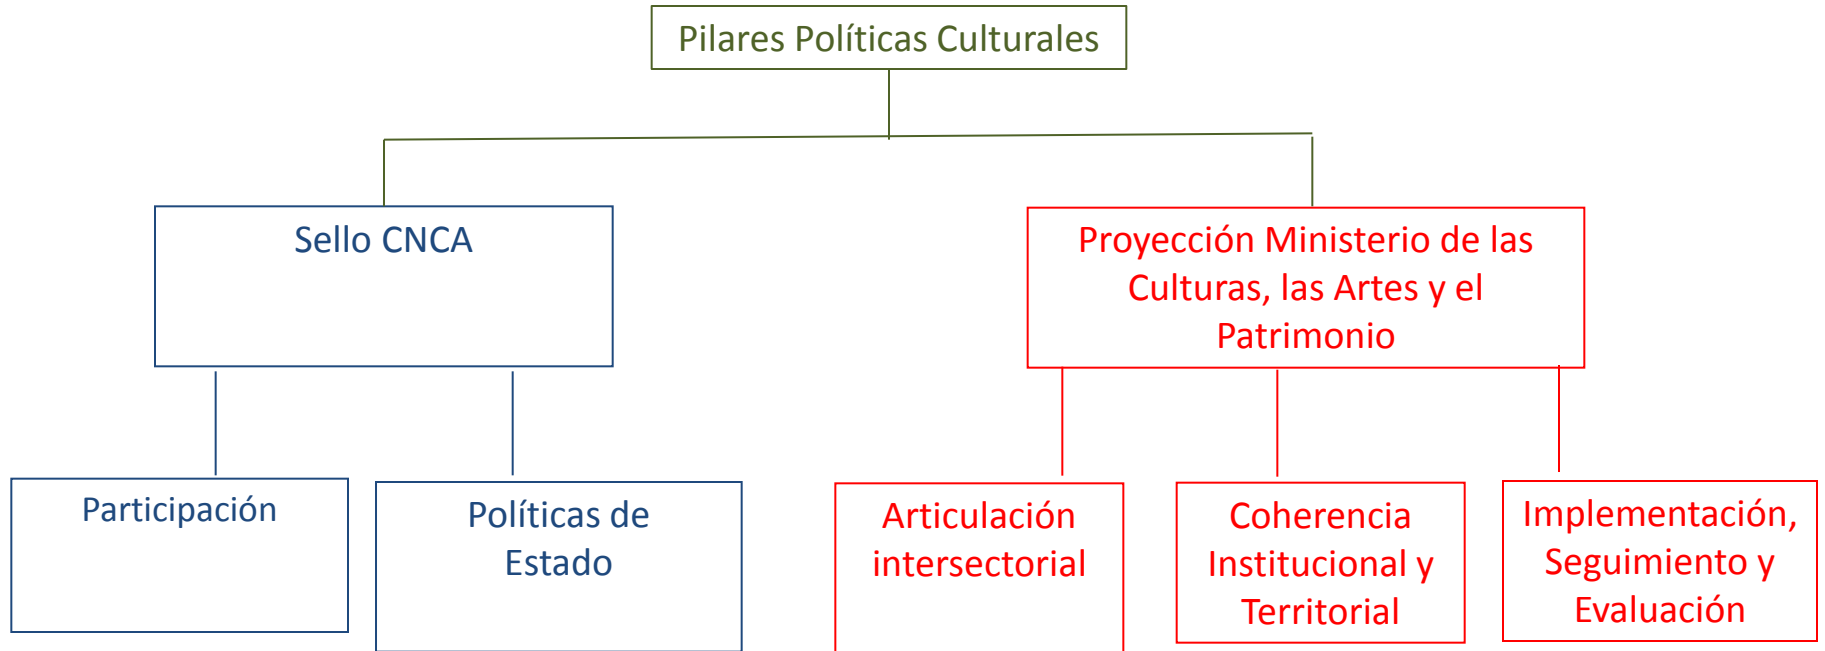 Pilares Políticas Culturales
Sello CNCA
Proyección Ministerio de las
Culturas, las Artes y el
Patrimonio
Participación
Políticas de
Estado
Articulación
intersectorial
Coherencia
Institucional y
Territorial
Implementación,
Seguimiento y
Evaluación